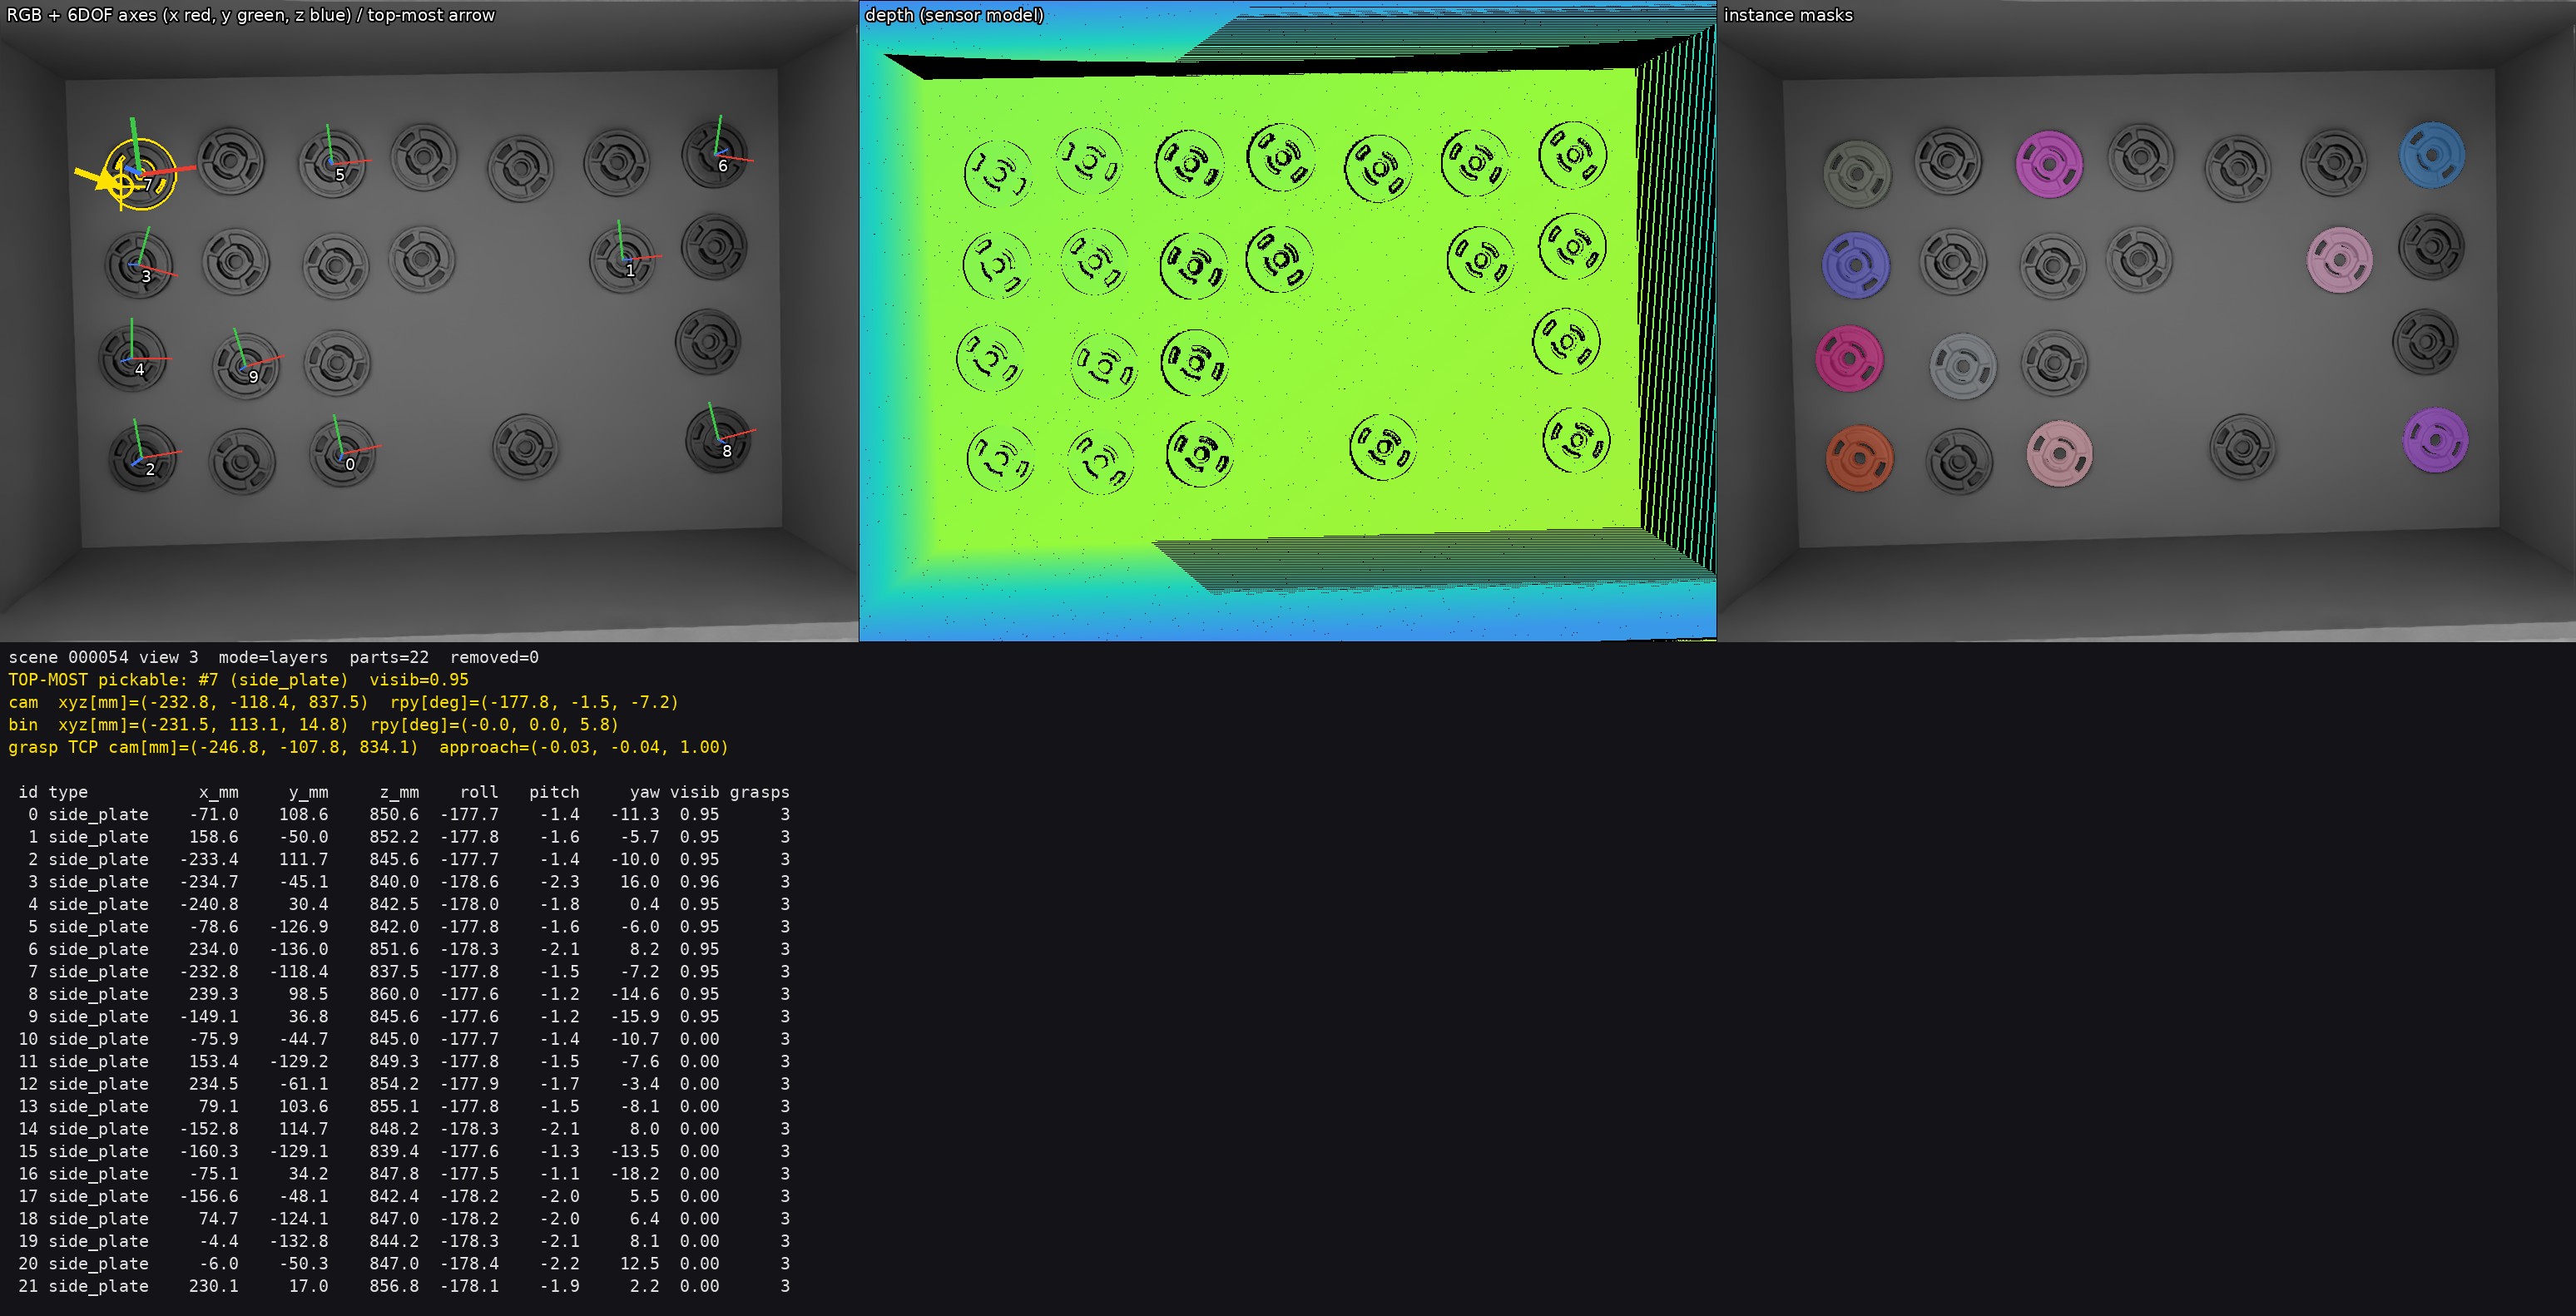 RGB + 6DOF axes (x red, y green, z blue) / top-most arrow
depth (sensor model)
instance masks
7
5
6
3
1
4
9
2
0
8
scene 000054 view 3  mode=layers  parts=22  removed=0
TOP-MOST pickable: #7 (side_plate)  visib=0.95
cam  xyz[mm]=(-232.8, -118.4, 837.5)  rpy[deg]=(-177.8, -1.5, -7.2)
bin  xyz[mm]=(-231.5, 113.1, 14.8)  rpy[deg]=(-0.0, 0.0, 5.8)
grasp TCP cam[mm]=(-246.8, -107.8, 834.1)  approach=(-0.03, -0.04, 1.00)
id type x_mm y_mm z_mm roll pitch yaw visib grasps
0 side_plate -71.0 108.6 850.6 -177.7 -1.4 -11.3 0.95 3
1 side_plate 158.6 -50.0 852.2 -177.8 -1.6 -5.7 0.95 3
2 side_plate -233.4 111.7 845.6 -177.7 -1.4 -10.0 0.95 3
3 side_plate -234.7 -45.1 840.0 -178.6 -2.3 16.0 0.96 3
4 side_plate -240.8 30.4 842.5 -178.0 -1.8 0.4 0.95 3
5 side_plate -78.6 -126.9 842.0 -177.8 -1.6 -6.0 0.95 3
6 side_plate 234.0 -136.0 851.6 -178.3 -2.1 8.2 0.95 3
7 side_plate -232.8 -118.4 837.5 -177.8 -1.5 -7.2 0.95 3
8 side_plate 239.3 98.5 860.0 -177.6 -1.2 -14.6 0.95 3
9 side_plate -149.1 36.8 845.6 -177.6 -1.2 -15.9 0.95 3
10 side_plate -75.9 -44.7 845.0 -177.7 -1.4 -10.7 0.00 3
11 side_plate 153.4 -129.2 849.3 -177.8 -1.5 -7.6 0.00 3
12 side_plate 234.5 -61.1 854.2 -177.9 -1.7 -3.4 0.00 3
13 side_plate 79.1 103.6 855.1 -177.8 -1.5 -8.1 0.00 3
14 side_plate -152.8 114.7 848.2 -178.3 -2.1 8.0 0.00 3
15 side_plate -160.3 -129.1 839.4 -177.6 -1.3 -13.5 0.00 3
16 side_plate -75.1 34.2 847.8 -177.5 -1.1 -18.2 0.00 3
17 side_plate -156.6 -48.1 842.4 -178.2 -2.0 5.5 0.00 3
18 side_plate 74.7 -124.1 847.0 -178.2 -2.0 6.4 0.00 3
19 side_plate -4.4 -132.8 844.2 -178.3 -2.1 8.1 0.00 3
20 side_plate -6.0 -50.3 847.0 -178.4 -2.2 12.5 0.00 3
21 side_plate 230.1 17.0 856.8 -178.1 -1.9 2.2 0.00 3